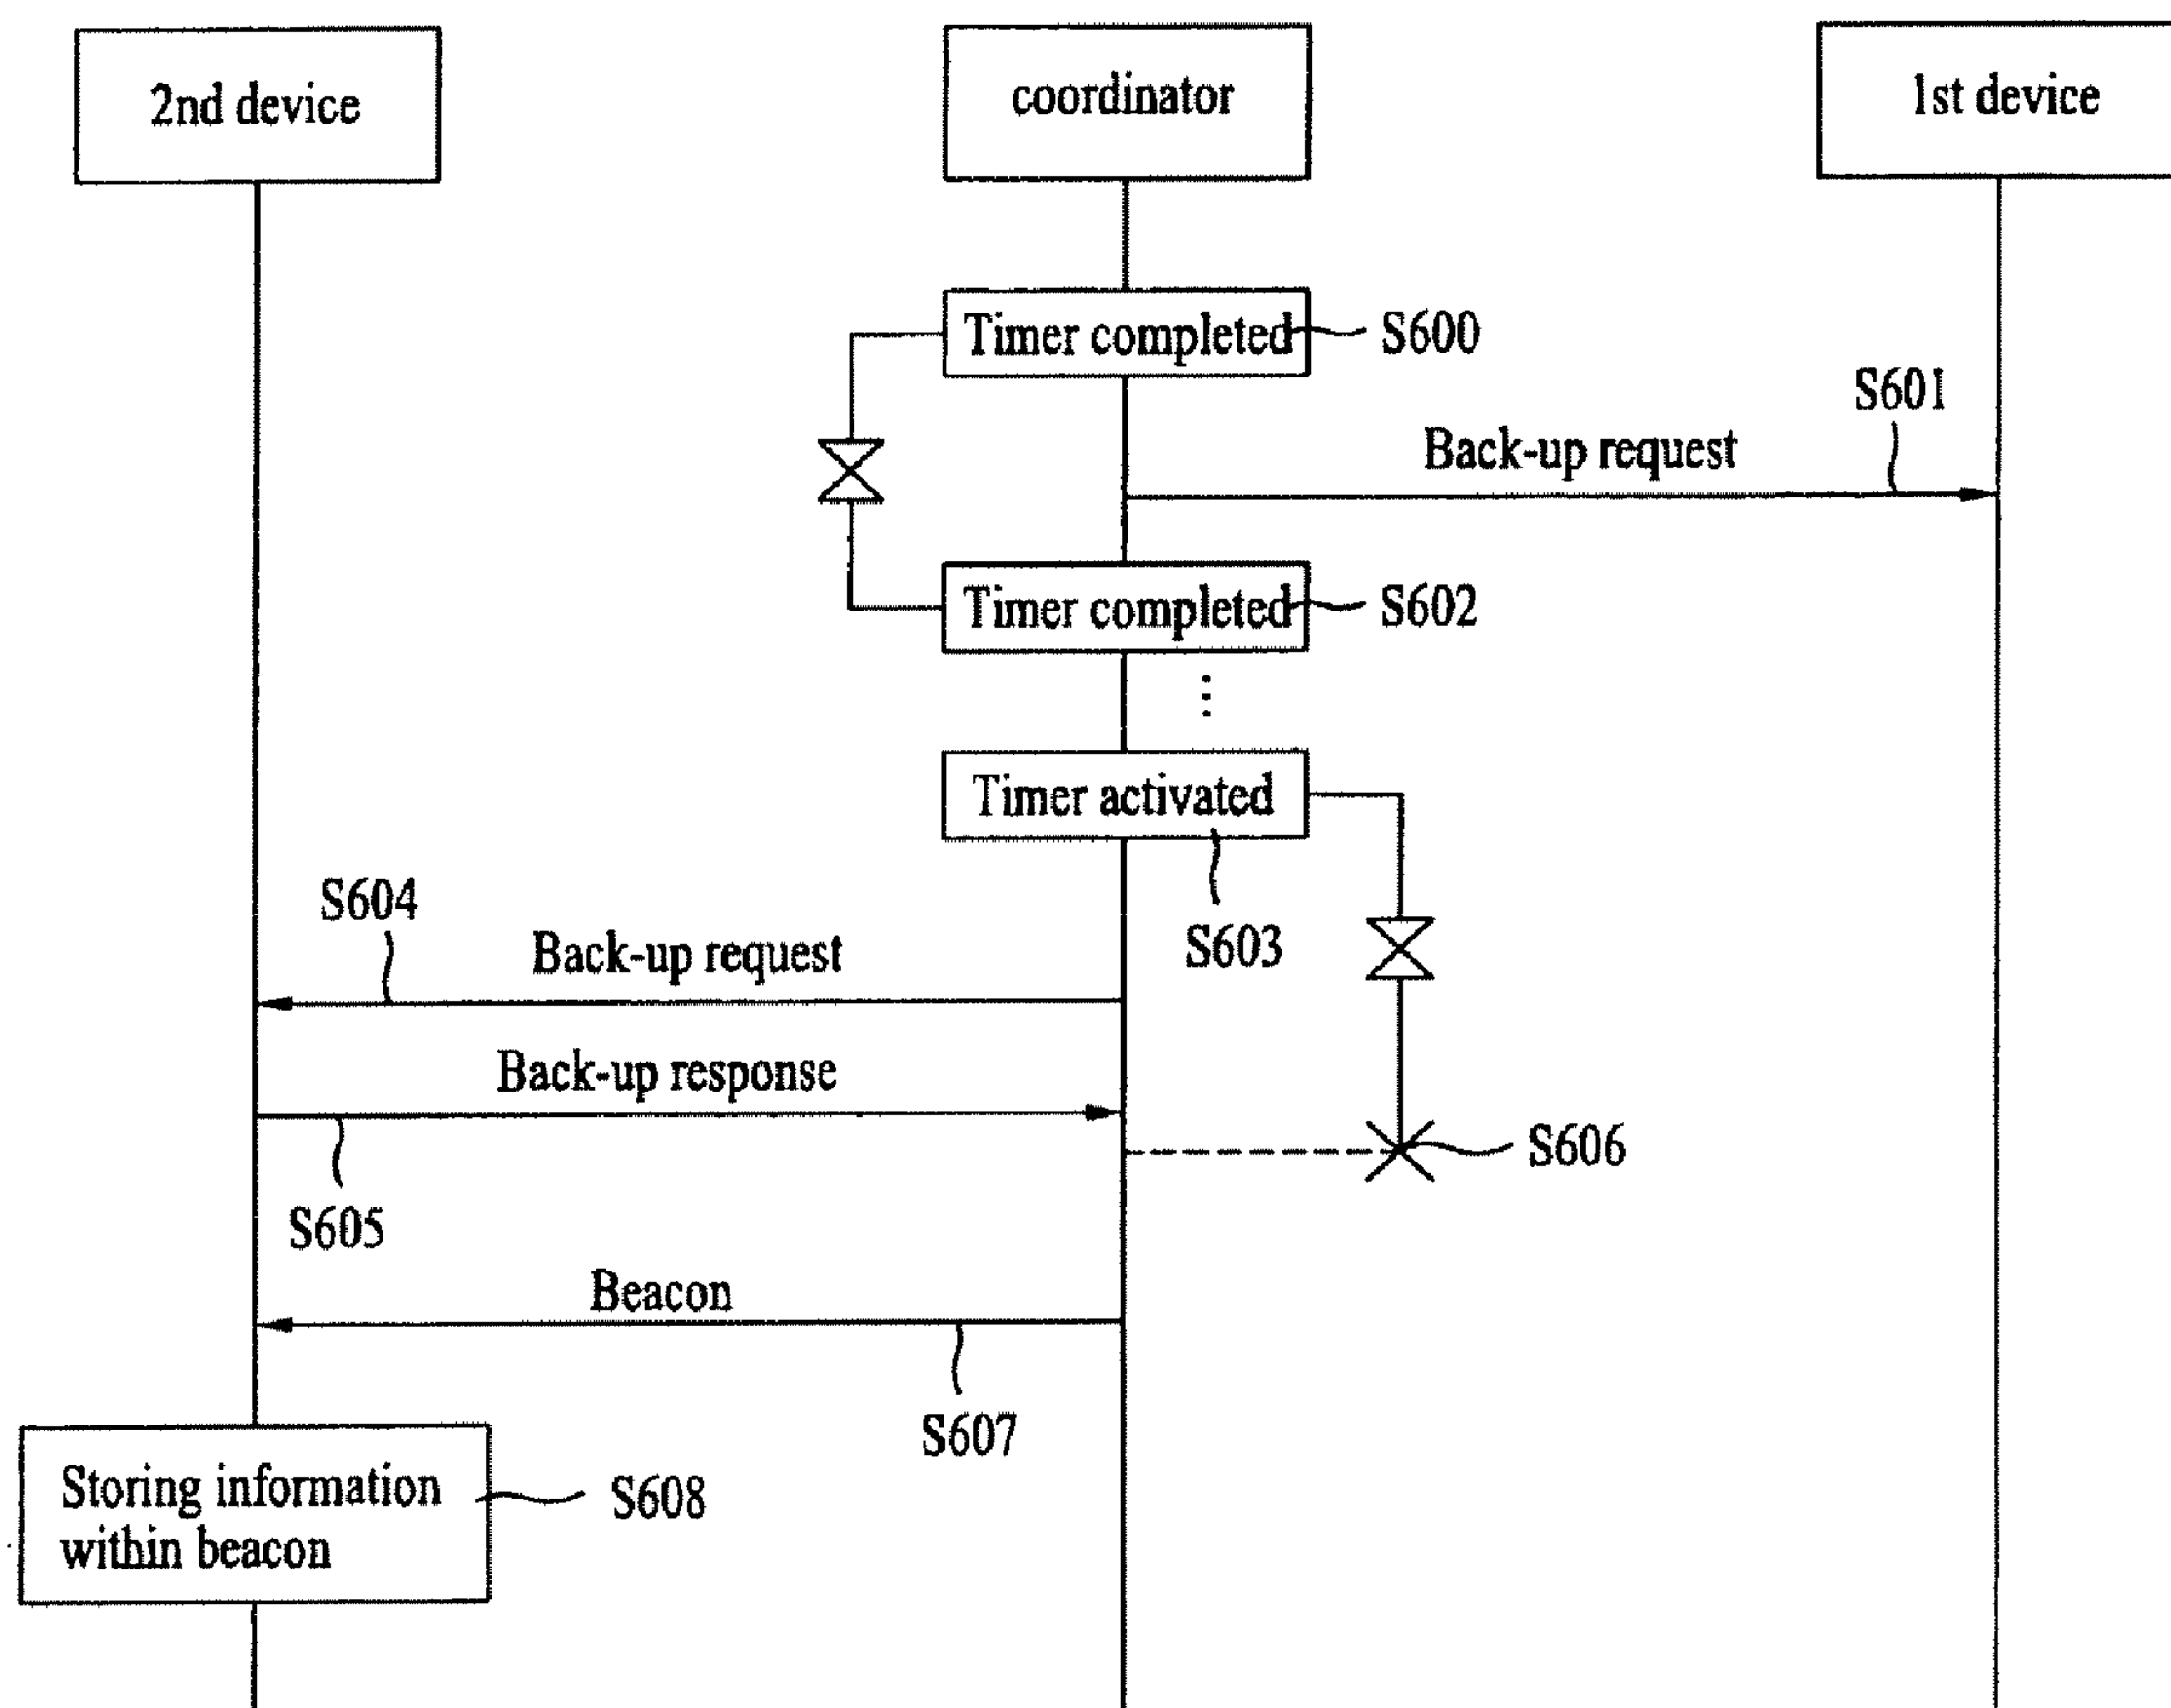 2nd device
coordinator
1st device
Timer completed
S600
S601
Back-up request
Timer completed
S602
Timer activated
S603
S604
Back-up request
Back-up response
S605
S606
Beacon
S607
Storing information
within beacon
S608